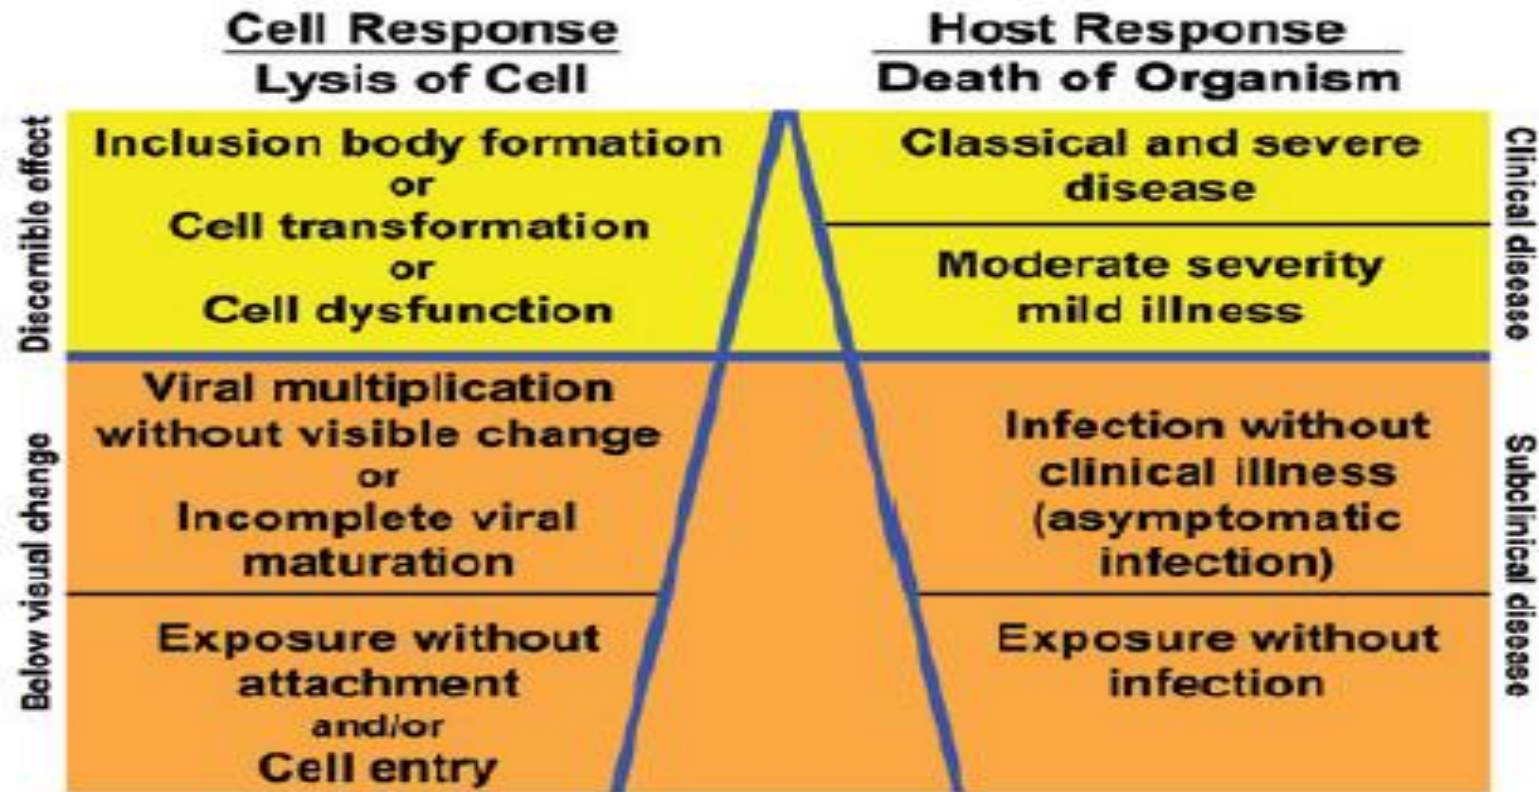 Cell Response
Lysis of Cell
Host Response
Death of Organism
Discernible effect
Inclusion body formation
or
Cell transformation
or
Cell dysfunction
Classical and severe
disease
Moderate severity
mild illness
Clinical disease
Below visual change
Viral multiplication
without visible change
or
Incomplete viral
maturation
Exposure without
attachment
and/or
Cell entry
Infection without
clinical illness
(asymptomatic
infection)
Exposure without
infection
Subclinical disease